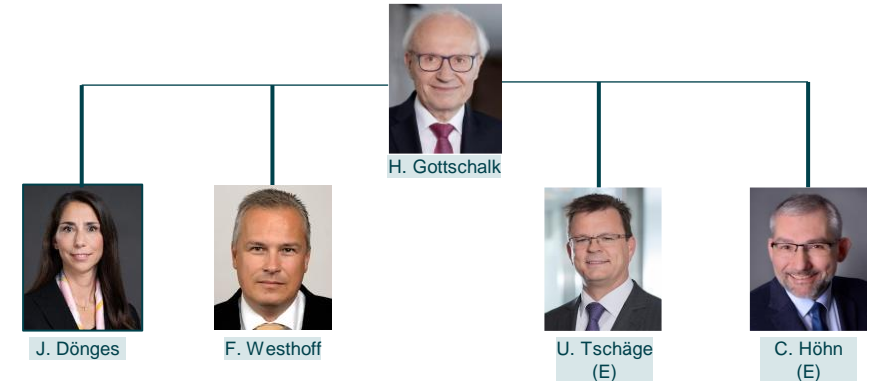 H. Gottschalk
J. Dönges
F. Westhoff
U. Tschäge
(E)
C. Höhn
(E)